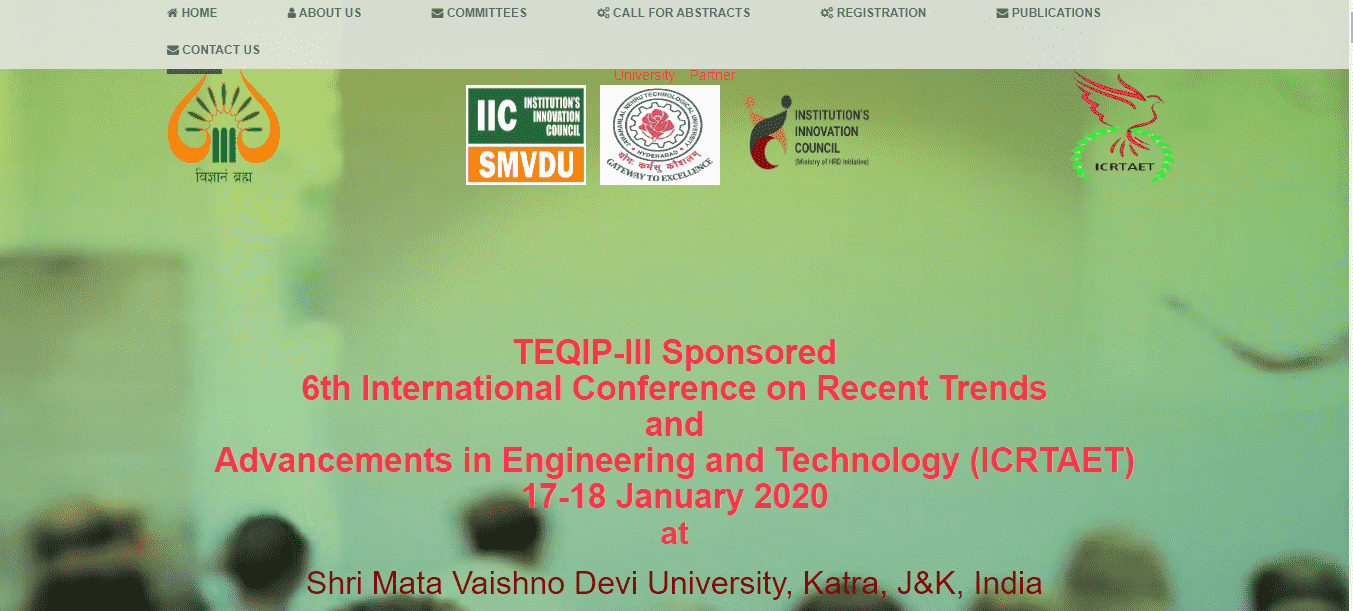 HOME ABOUT US COMMITTEES CALL FOR ABSTRACTS REGISTRATION PUBLICATIONS
CONTACT US
University Partner
विज्ञानं ब्रह्म
IIC INSTITUTION'S
INNOVATION
COUNCIL
SMVDU
JAWAHARLAL NEHRU TECHNOLOGICAL UNIVERSITY
HYDERABAD
योगः कर्मसु कौशलम्
GATEWAY TO EXCELLENCE
INSTITUTION'S
INNOVATION
COUNCIL
(Ministry of HRD Initiative)
ICRTAET
TEQIP-III Sponsored
6th International Conference on Recent Trends
and
Advancements in Engineering and Technology (ICRTAET)
17-18 January 2020
at
Shri Mata Vaishno Devi University, Katra, J&K, India